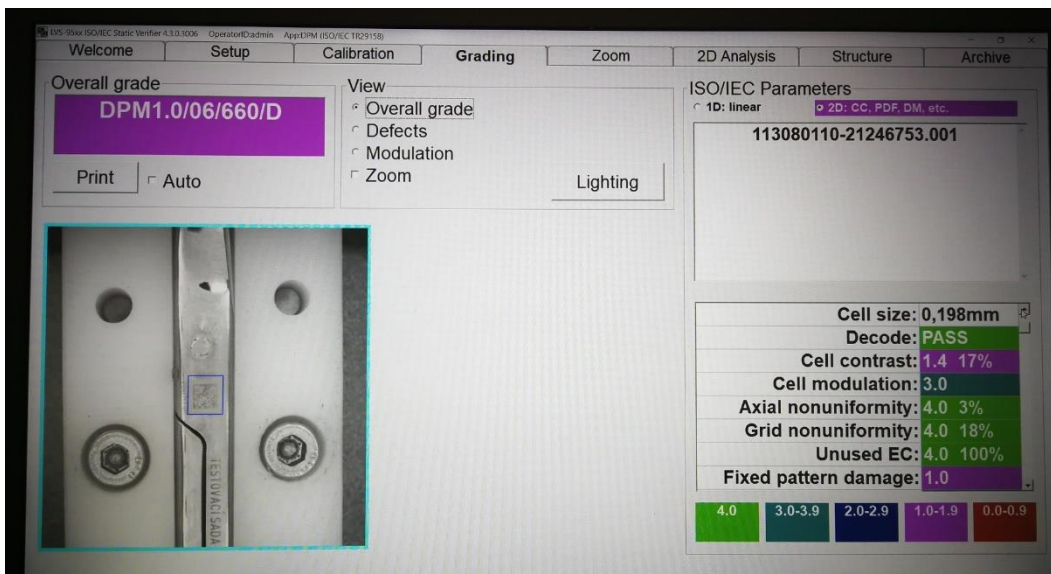 LVS-95xx ISO/IEC Static Verifier 4.3.0.3006 OperatorID:admin App:DPM (ISO/IEC TR29158)
Welcome Setup Calibration Grading Zoom 2D Analysis Structure Archive
Overall grade
DPM1.0/06/660/D
Print
Auto
View
Overall grade
Defects
Modulation
Zoom
Lighting
ISO/IEC Parameters
1D: linear
2D: CC, PDF, DM, etc.
113080110-21246753.001
Cell size: 0,198mm
Decode: PASS
Cell contrast: 1.4 17%
Cell modulation: 3.0
Axial nonuniformity: 4.0 3%
Grid nonuniformity: 4.0 18%
Unused EC: 4.0 100%
Fixed pattern damage: 1.0
4.0 3.0-3.9 2.0-2.9 1.0-1.9 0.0-0.9
TESTOVACI SADA